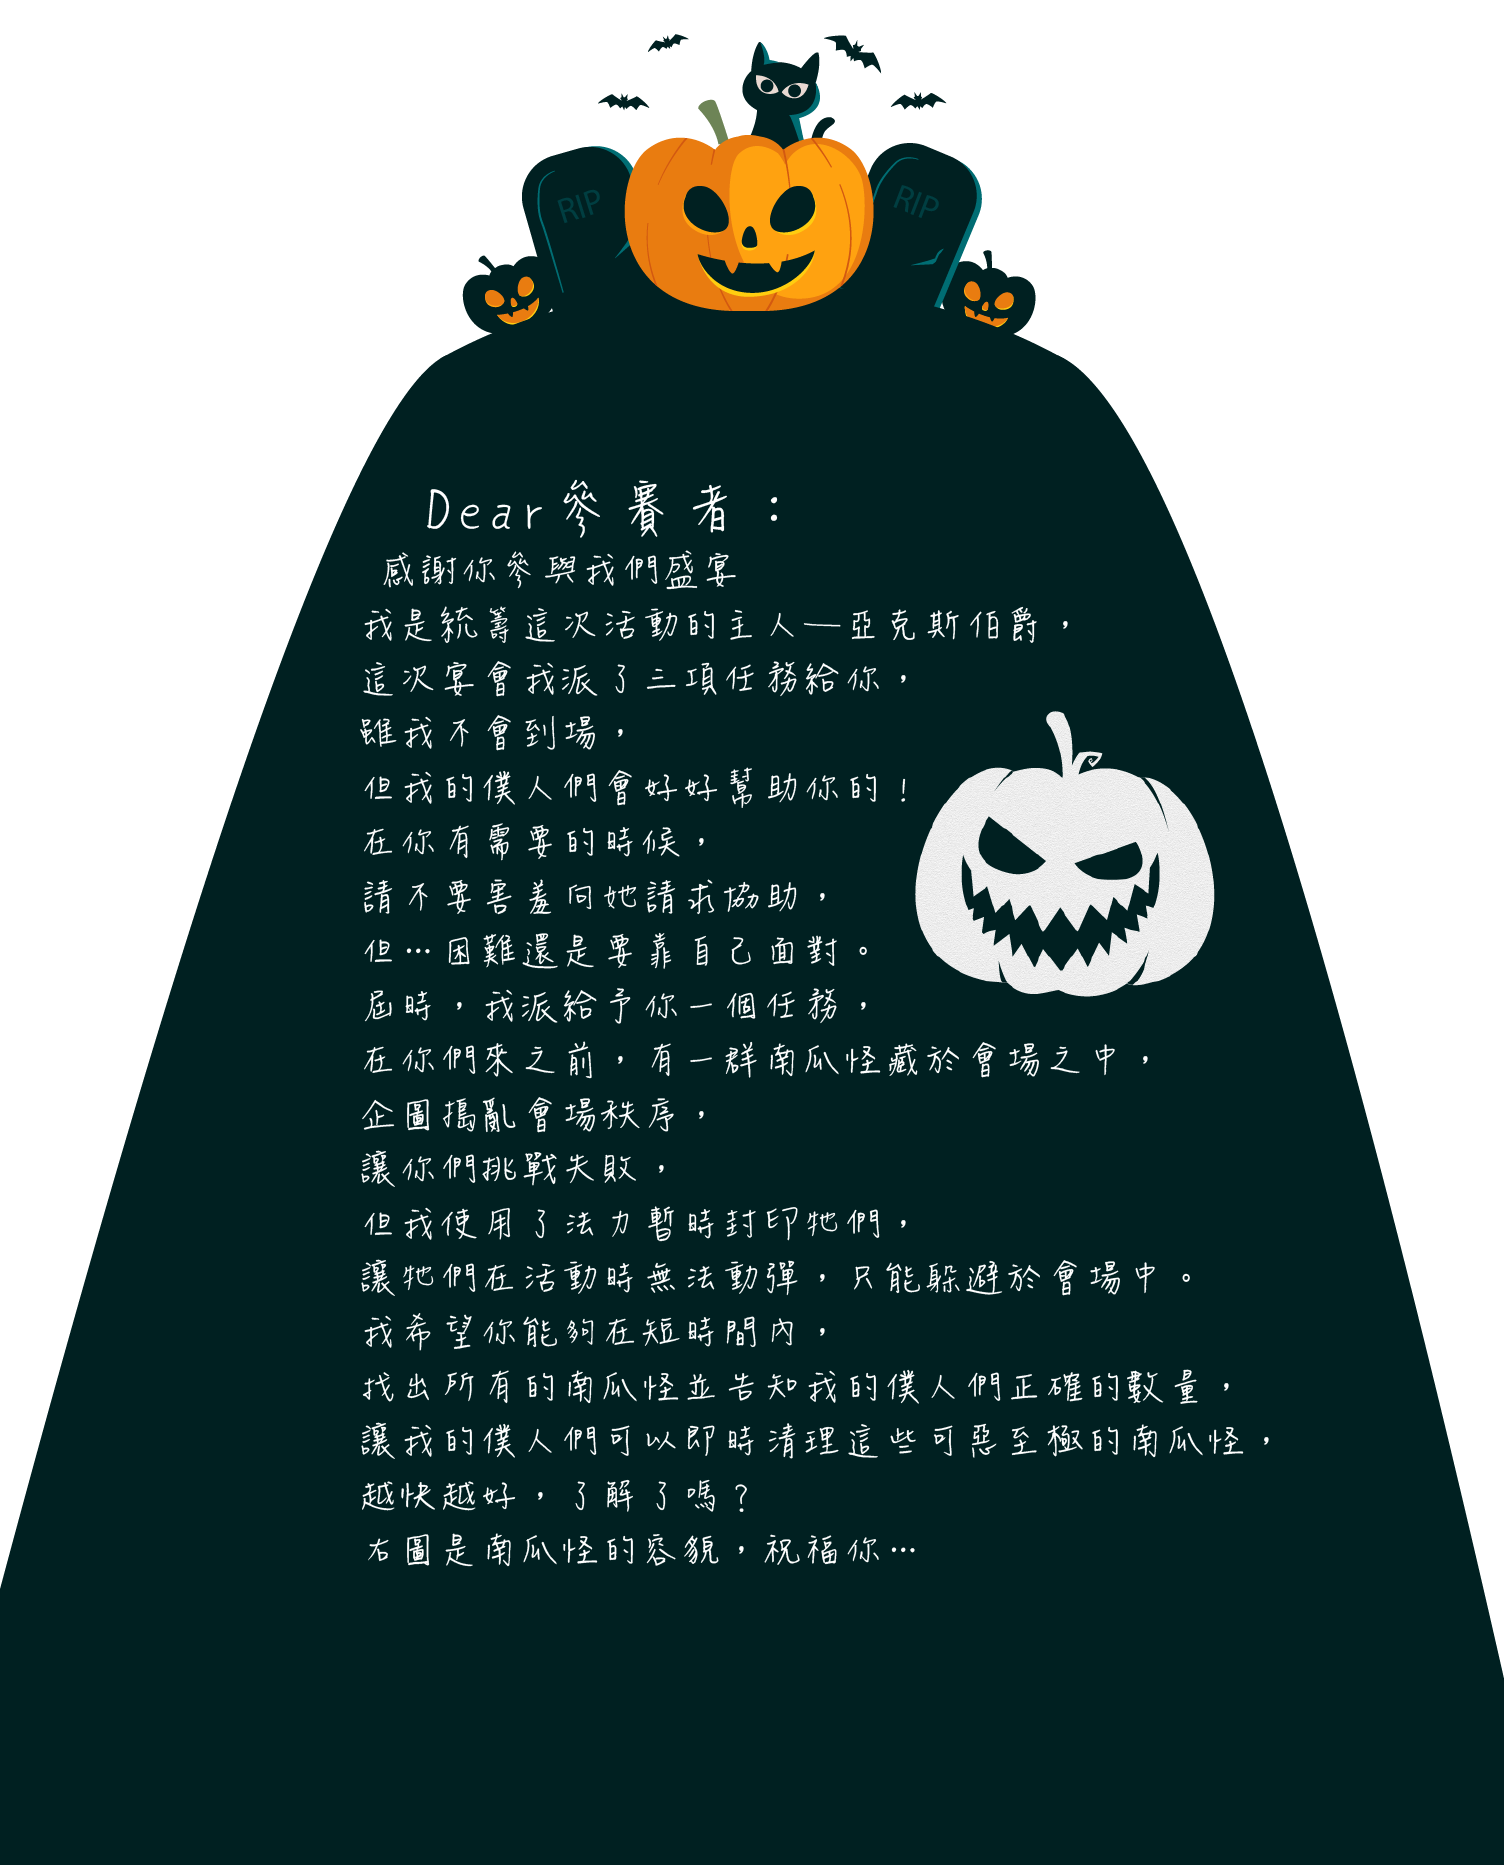 RIP
RIP
Dear參賽者：
感謝你參與我們盛宴
我是統籌這次活動的主人—亞克斯伯爵，
這次宴會我派了三項任務給你，
雖我不會到場，
但我的僕人們會好好幫助你的！
在你有需要的時候，
請不要害羞向她請求協助，
但…困難還是要靠自己面對。
屆時，我派給予你一個任務，
在你們來之前，有一群南瓜怪藏於會場之中，
企圖搗亂會場秩序，
讓你們挑戰失敗，
但我使用了法力暫時封印牠們，
讓牠們在活動時無法動彈，只能躲避於會場中。
我希望你能夠在短時間內，
找出所有的南瓜怪並告知我的僕人們正確的數量，
讓我的僕人們可以即時清理這些可惡至極的南瓜怪，
越快越好，了解了嗎？
右圖是南瓜怪的容貌，祝福你…